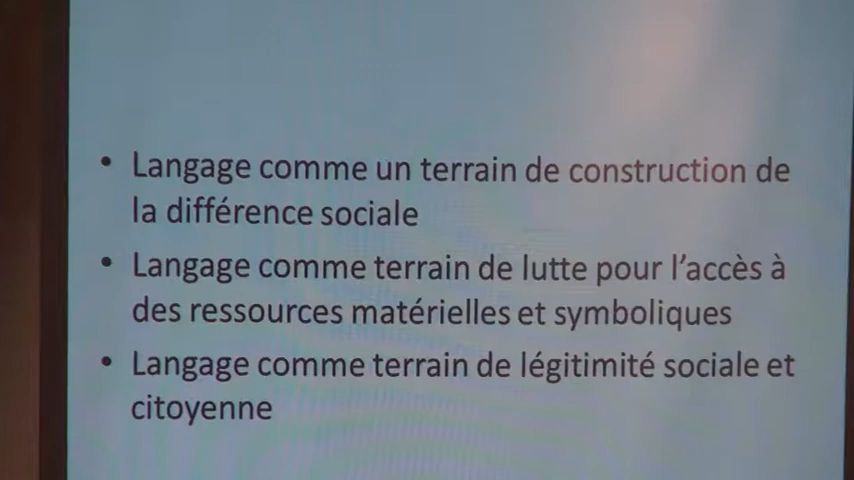 • Langage comme un terrain de construction de
la différence sociale
• Langage comme terrain de lutte pour l'accès à
des ressources matérielles et symboliques
• Langage comme terrain de légitimité sociale et
citoyenne